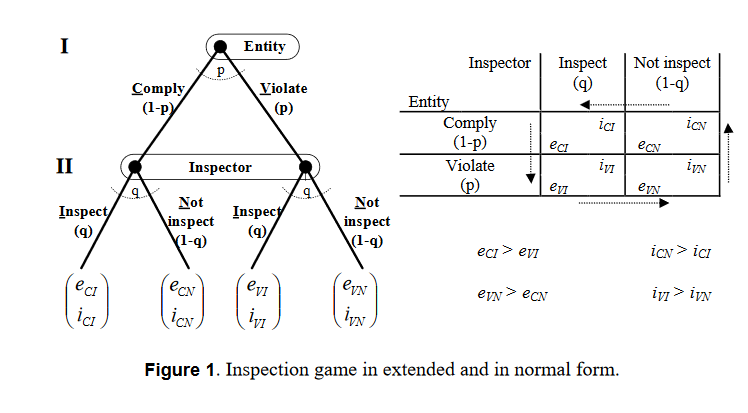 I
Entity
p
Comply
(1-p)
Violate
(p)
II
Inspector
q
q
Inspect
(q)
Not
inspect
(1-q)
Inspect
(q)
Not
inspect
(1-q)
eCI
iCI
eCN
iCN
eVI
iVI
eVN
iVN
Inspector Inspect Not inspect
(q) (1-q)
Entity
Comply iCI iCN
(1-p) eCI eCN
Violate iVI iVN
(p) eVI eVN
eCI > eVI iCN > iCI
eVN > eCN iVI > iVN
Figure 1. Inspection game in extended and in normal form.